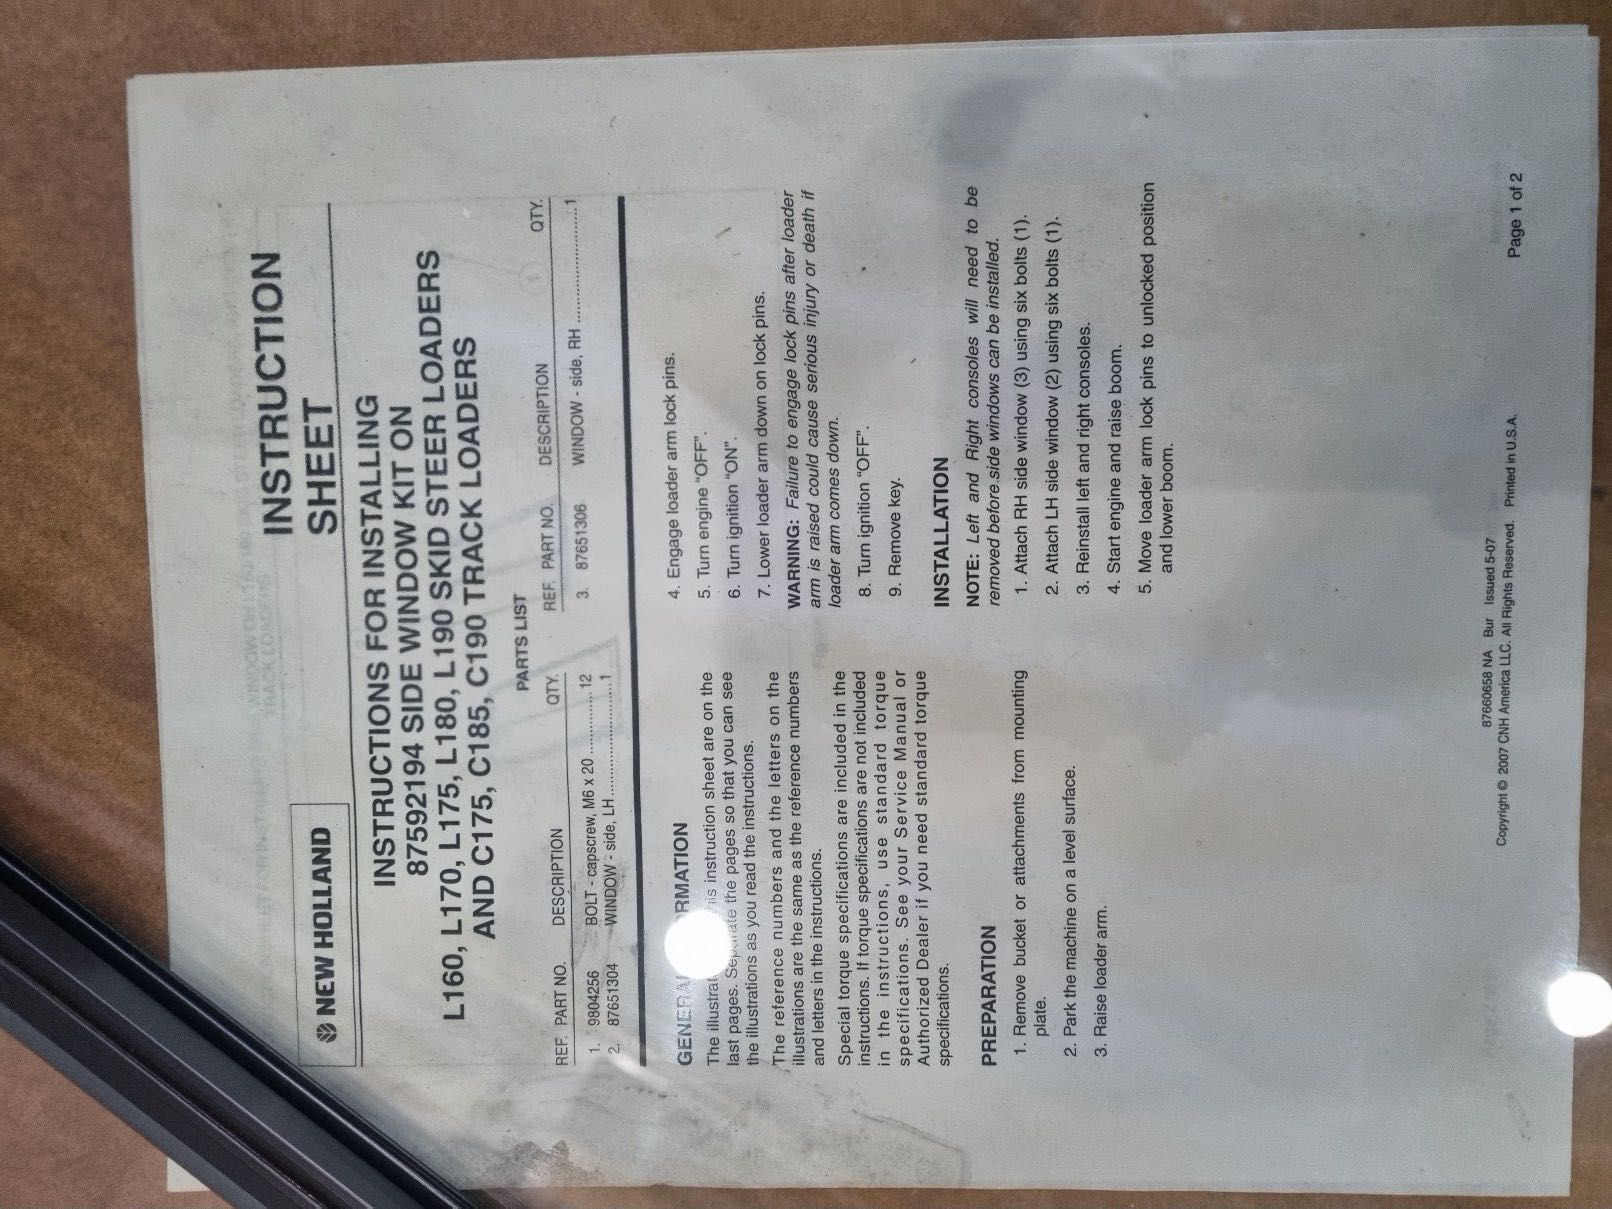 NEW HOLLAND
INSTRUCTION
SHEET
INSTRUCTIONS FOR INSTALLING
87592194 SIDE WINDOW KIT ON
L160, L170, L175, L180, L190 SKID STEER LOADERS
AND C175, C185, C190 TRACK LOADERS
PARTS LIST
REF. PART NO. DESCRIPTION QTY.
1. 9804256 BOLT - capscrew, M6 x 20 ............... 12
2. 87651304 WINDOW - side, LH ......................... 1
REF. PART NO. DESCRIPTION QTY.
3. 87651306 WINDOW - side, RH ......................... 1
GENERAL INFORMATION
The illustrations this instruction sheet are on the
last pages. Separate the pages so that you can see
the illustrations as you read the instructions.
The reference numbers and the letters on the
illustrations are the same as the reference numbers
and letters in the instructions.
Special torque specifications are included in the
instructions. If torque specifications are not included
in the instructions, use standard torque
specifications. See your Service Manual or
Authorized Dealer if you need standard torque
specifications.
PREPARATION
1. Remove bucket or attachments from mounting
plate.
2. Park the machine on a level surface.
3. Raise loader arm.
4. Engage loader arm lock pins.
5. Turn engine "OFF".
6. Turn ignition "ON".
7. Lower loader arm down on lock pins.
WARNING: Failure to engage lock pins after loader
arm is raised could cause serious injury or death if
loader arm comes down.
8. Turn ignition "OFF".
9. Remove key.
INSTALLATION
NOTE: Left and Right consoles will need to be
removed before side windows can be installed.
1. Attach RH side window (3) using six bolts (1).
2. Attach LH side window (2) using six bolts (1).
3. Reinstall left and right consoles.
4. Start engine and raise boom.
5. Move loader arm lock pins to unlocked position
and lower boom.
87660658 NA Bur Issued 5-07
Copyright © 2007 CNH America LLC. All Rights Reserved. Printed in U.S.A.
Page 1 of 2